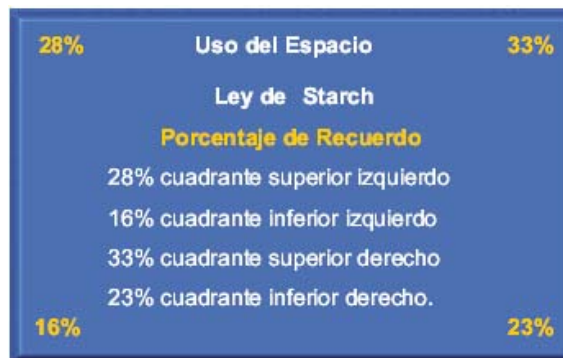 28% Uso del Espacio 33%
Ley de Starch
Porcentaje de Recuerdo
28% cuadrante superior izquierdo
16% cuadrante inferior izquierdo
33% cuadrante superior derecho
23% cuadrante inferior derecho.
16% 23%